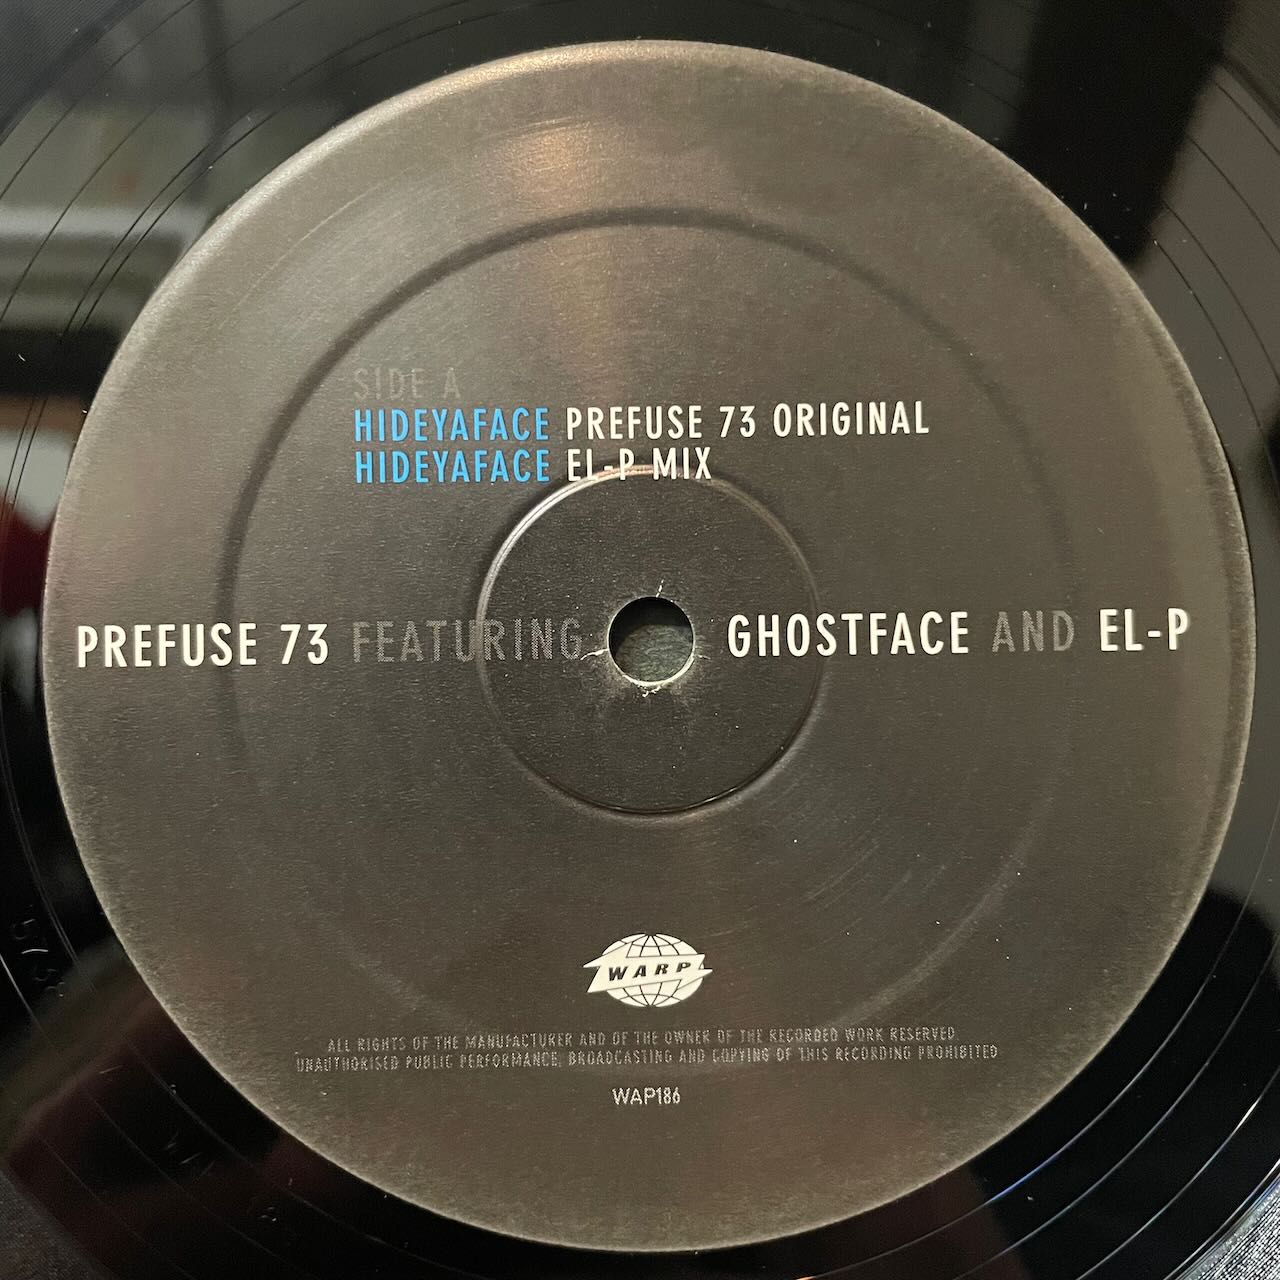 SIDE A
HIDEYAFACE PREFUSE 73 ORIGINAL
HIDEYAFACE EL-P MIX
PREFUSE 73 FEATURING GHOSTFACE AND EL-P
WARP
ALL RIGHTS OF THE MANUFACTURER AND OF THE OWNER OF THE RECORDED WORK RESERVED
UNAUTHORISED PUBLIC PERFORMANCE, BROADCASTING AND COPYING OF THIS RECORDING PROHIBITED
WAP186